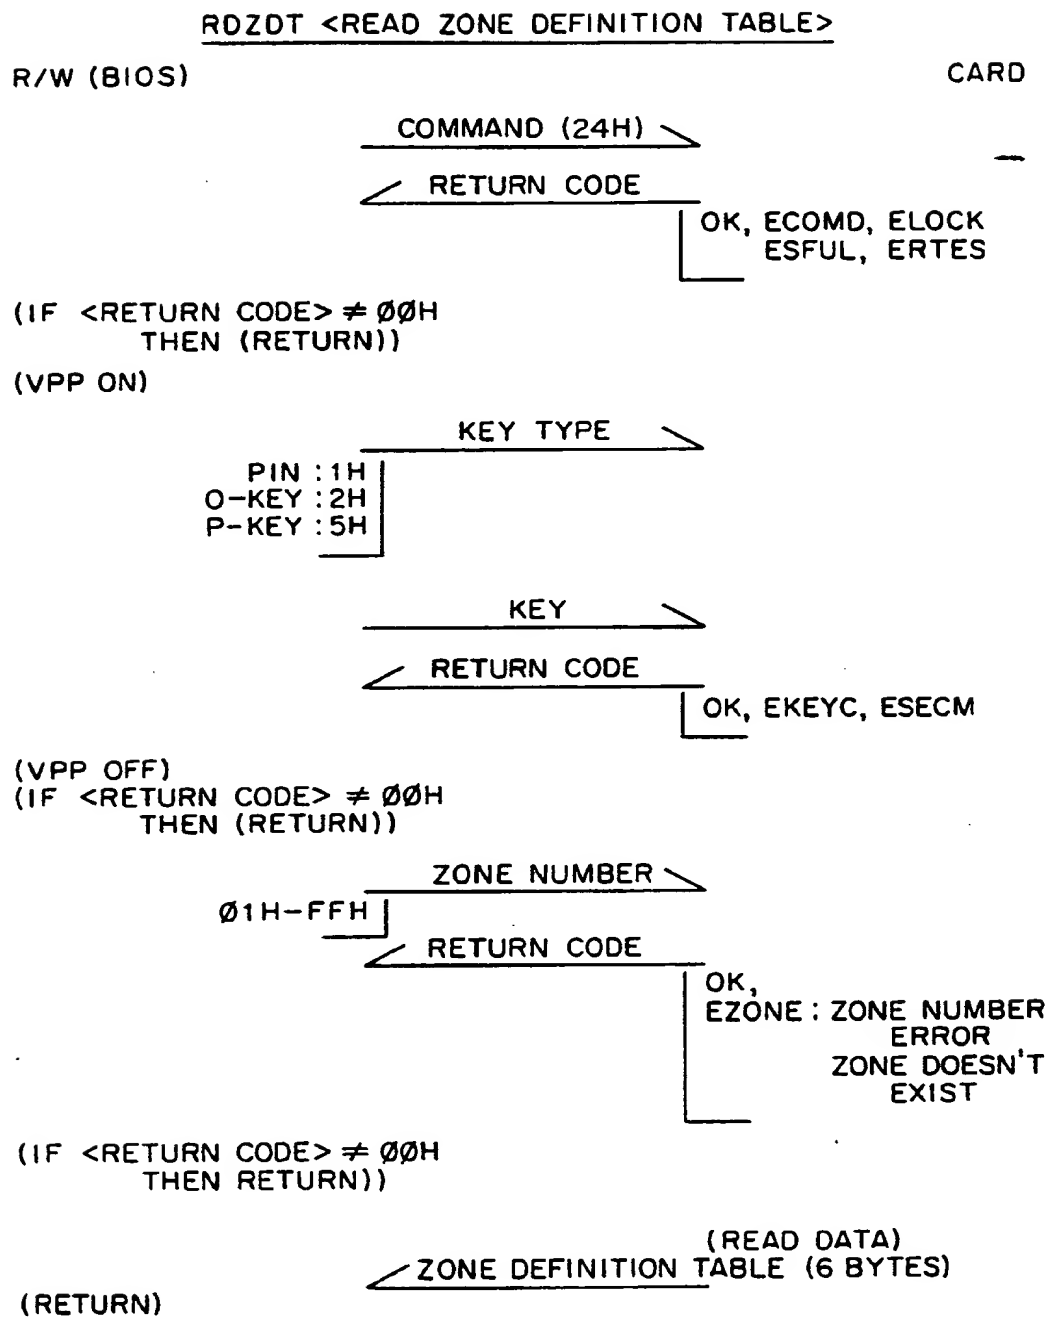 RDZDT <READ ZONE DEFINITION TABLE>
R/W (BIOS)
CARD
COMMAND (24H)
RETURN CODE
OK, ECOMD, ELOCK
ESFUL, ERTES
(IF <RETURN CODE> ≠ ØØH
THEN (RETURN))
(VPP ON)
KEY TYPE
PIN :1H
O-KEY :2H
P-KEY :5H
KEY
RETURN CODE
OK, EKEYC, ESECM
(VPP OFF)
(IF <RETURN CODE> ≠ ØØH
THEN (RETURN))
ZONE NUMBER
Ø1H-FFH
RETURN CODE
OK,
EZONE : ZONE NUMBER
ERROR
ZONE DOESN'T
EXIST
(IF <RETURN CODE> ≠ ØØH
THEN RETURN))
(READ DATA)
ZONE DEFINITION TABLE (6 BYTES)
(RETURN)